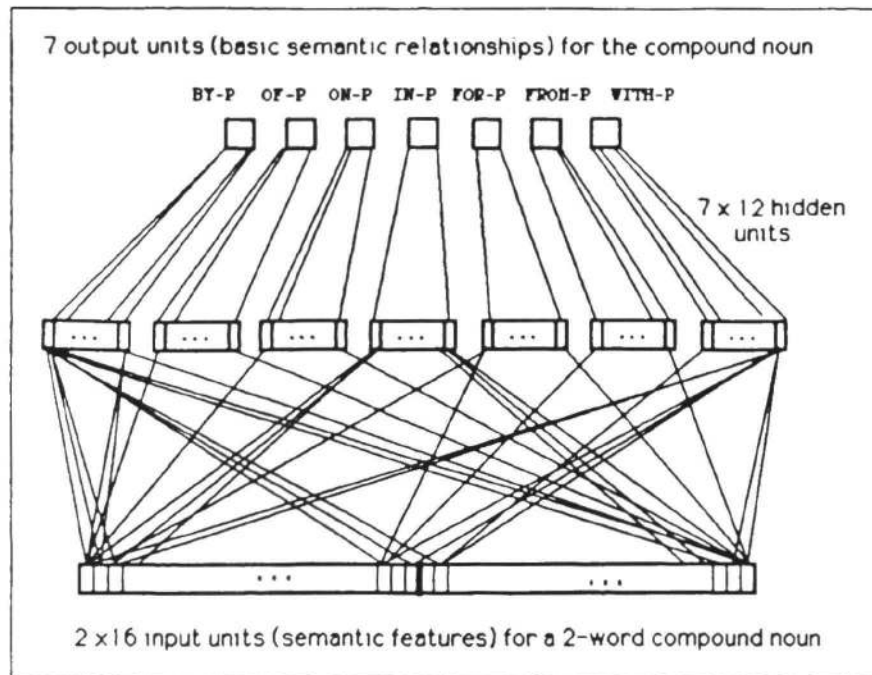 7 output units (basic semantic relationships) for the compound noun
BY-P OF-P ON-P IN-P FOR-P FROM-P WITH-P
7 x 12 hidden
units
... ... ... ... ... ... ...
... ...
2 x 16 input units (semantic features) for a 2-word compound noun